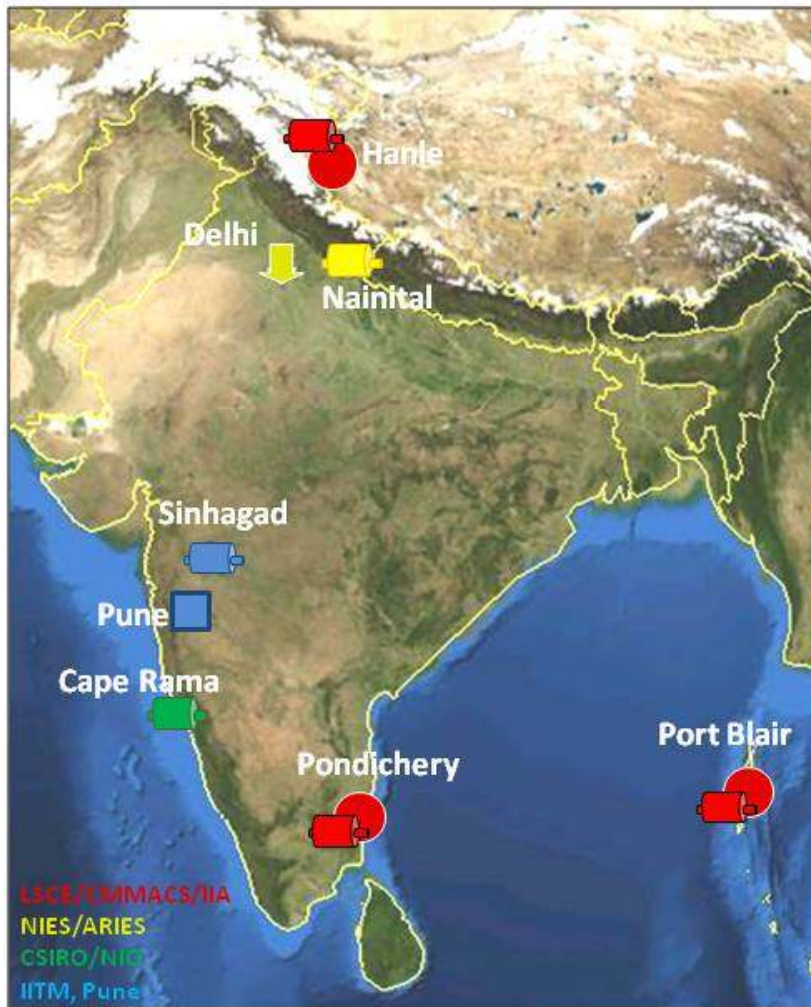 Hanle
Delhi
Nainital
Sinhagad
Pune
Cape Rama
Port Blair
Pondichery
LSCE/CMMACS/IIA
NIES/ARIES
CSIRO/NIO
IITM, Pune